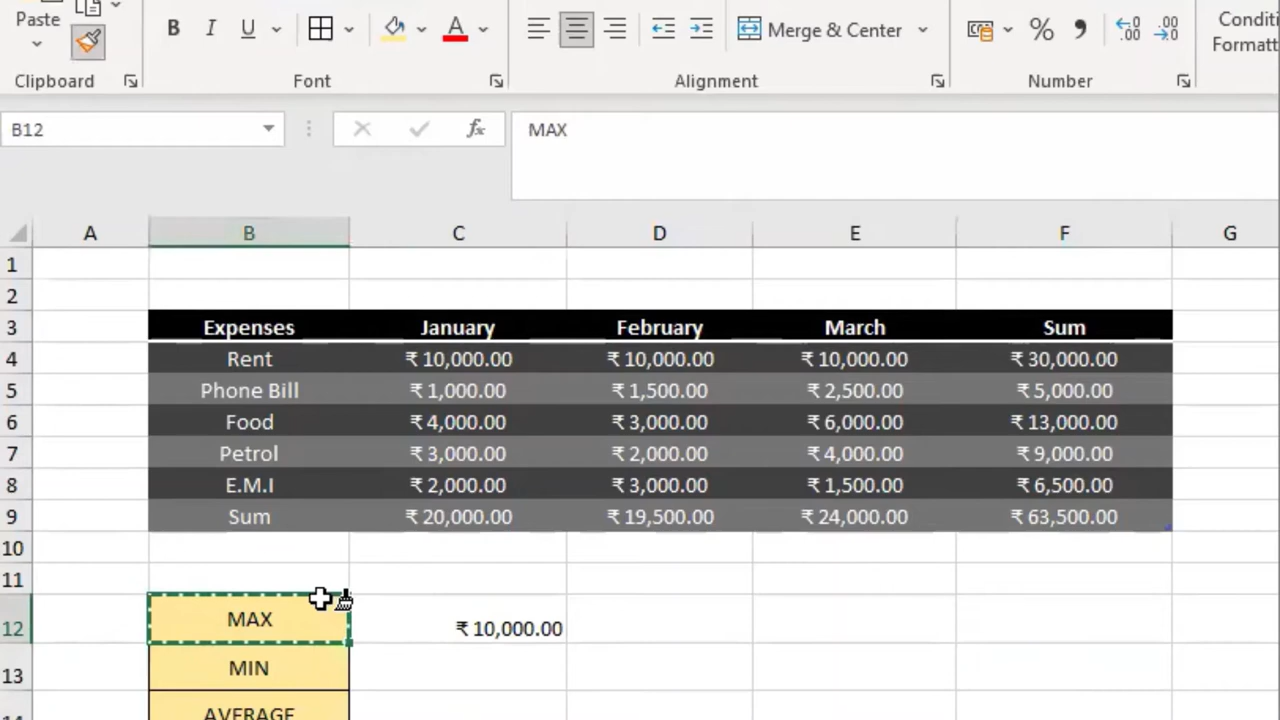 Paste
B I U A
Merge & Center
% , .00 .00
Conditi
Formatt
Clipboard Font Alignment Number
B12 fx MAX
A B C D E F G
1
2
3 Expenses January February March Sum
4 Rent ₹ 10,000.00 ₹ 10,000.00 ₹ 10,000.00 ₹ 30,000.00
5 Phone Bill ₹ 1,000.00 ₹ 1,500.00 ₹ 2,500.00 ₹ 5,000.00
6 Food ₹ 4,000.00 ₹ 3,000.00 ₹ 6,000.00 ₹ 13,000.00
7 Petrol ₹ 3,000.00 ₹ 2,000.00 ₹ 4,000.00 ₹ 9,000.00
8 E.M.I ₹ 2,000.00 ₹ 3,000.00 ₹ 1,500.00 ₹ 6,500.00
9 Sum ₹ 20,000.00 ₹ 19,500.00 ₹ 24,000.00 ₹ 63,500.00
10
11
12 MAX ₹ 10,000.00
13 MIN
14 AVERAGE